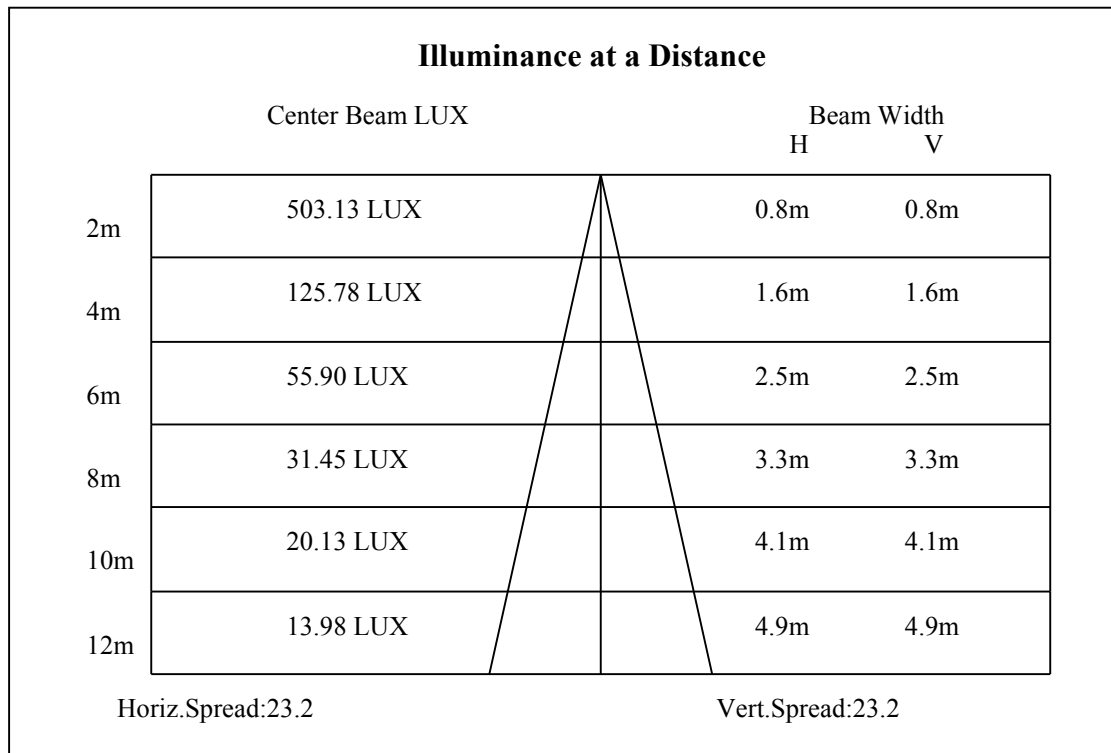 Illuminance at a Distance
Center Beam LUX Beam Width
H V
2m 503.13 LUX 0.8m 0.8m
4m 125.78 LUX 1.6m 1.6m
6m 55.90 LUX 2.5m 2.5m
8m 31.45 LUX 3.3m 3.3m
10m 20.13 LUX 4.1m 4.1m
12m 13.98 LUX 4.9m 4.9m
Horiz.Spread:23.2 Vert.Spread:23.2